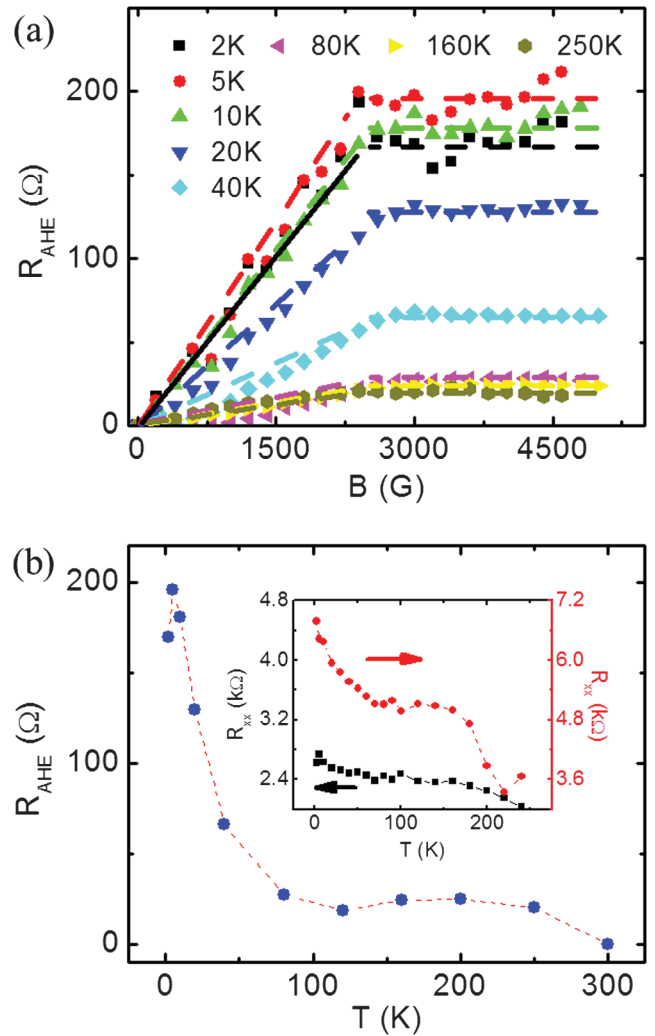 (a)
2K 80K 160K 250K
5K
10K
20K
40K
200
100
0
R_AHE (Ω)
0 1500 3000 4500
B (G)
(b)
200
100
0
R_AHE (Ω)
0 100 200 300
T (K)
4.8
4.0
3.2
2.4
R_xx (kΩ)
7.2
6.0
4.8
3.6
R_xx (kΩ)
0 100 200
T (K)